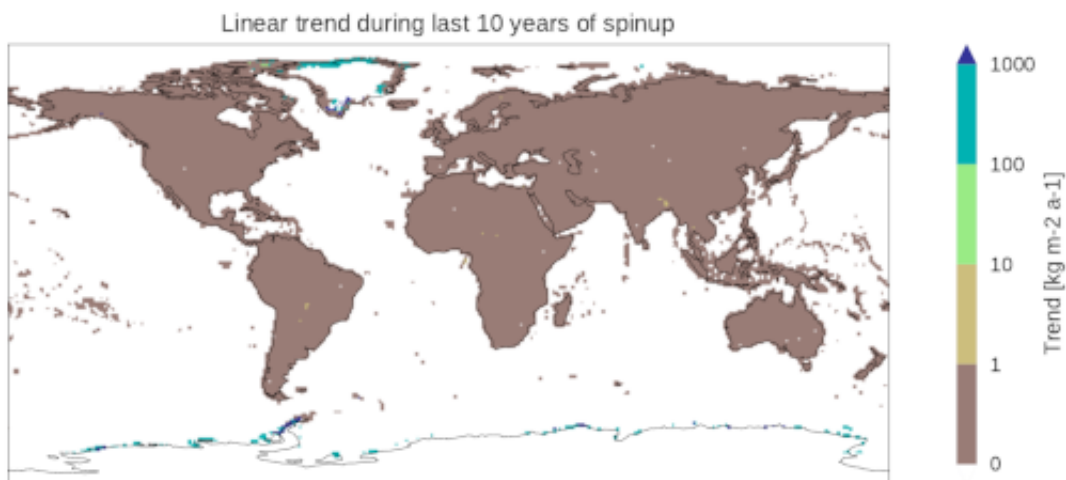 Linear trend during last 10 years of spinup
1000
100
10
1
0
Trend [kg m-2 a-1]